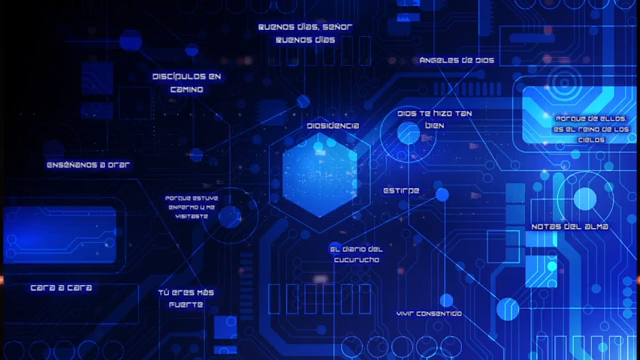 Buenos días, señor
Buenos días
Ángeles de Dios
Discípulos en
camino
Diosidencia
Dios te hizo tan
bien
Porque de ellos,
es el reino de los
cielos
Enséñanos a orar
Estirpe
Porque estuve
enfermo y me
visitaste
Notas del alma
El diario del
cucurucho
Cara a cara
Tú eres más
fuerte
Vivir consentido